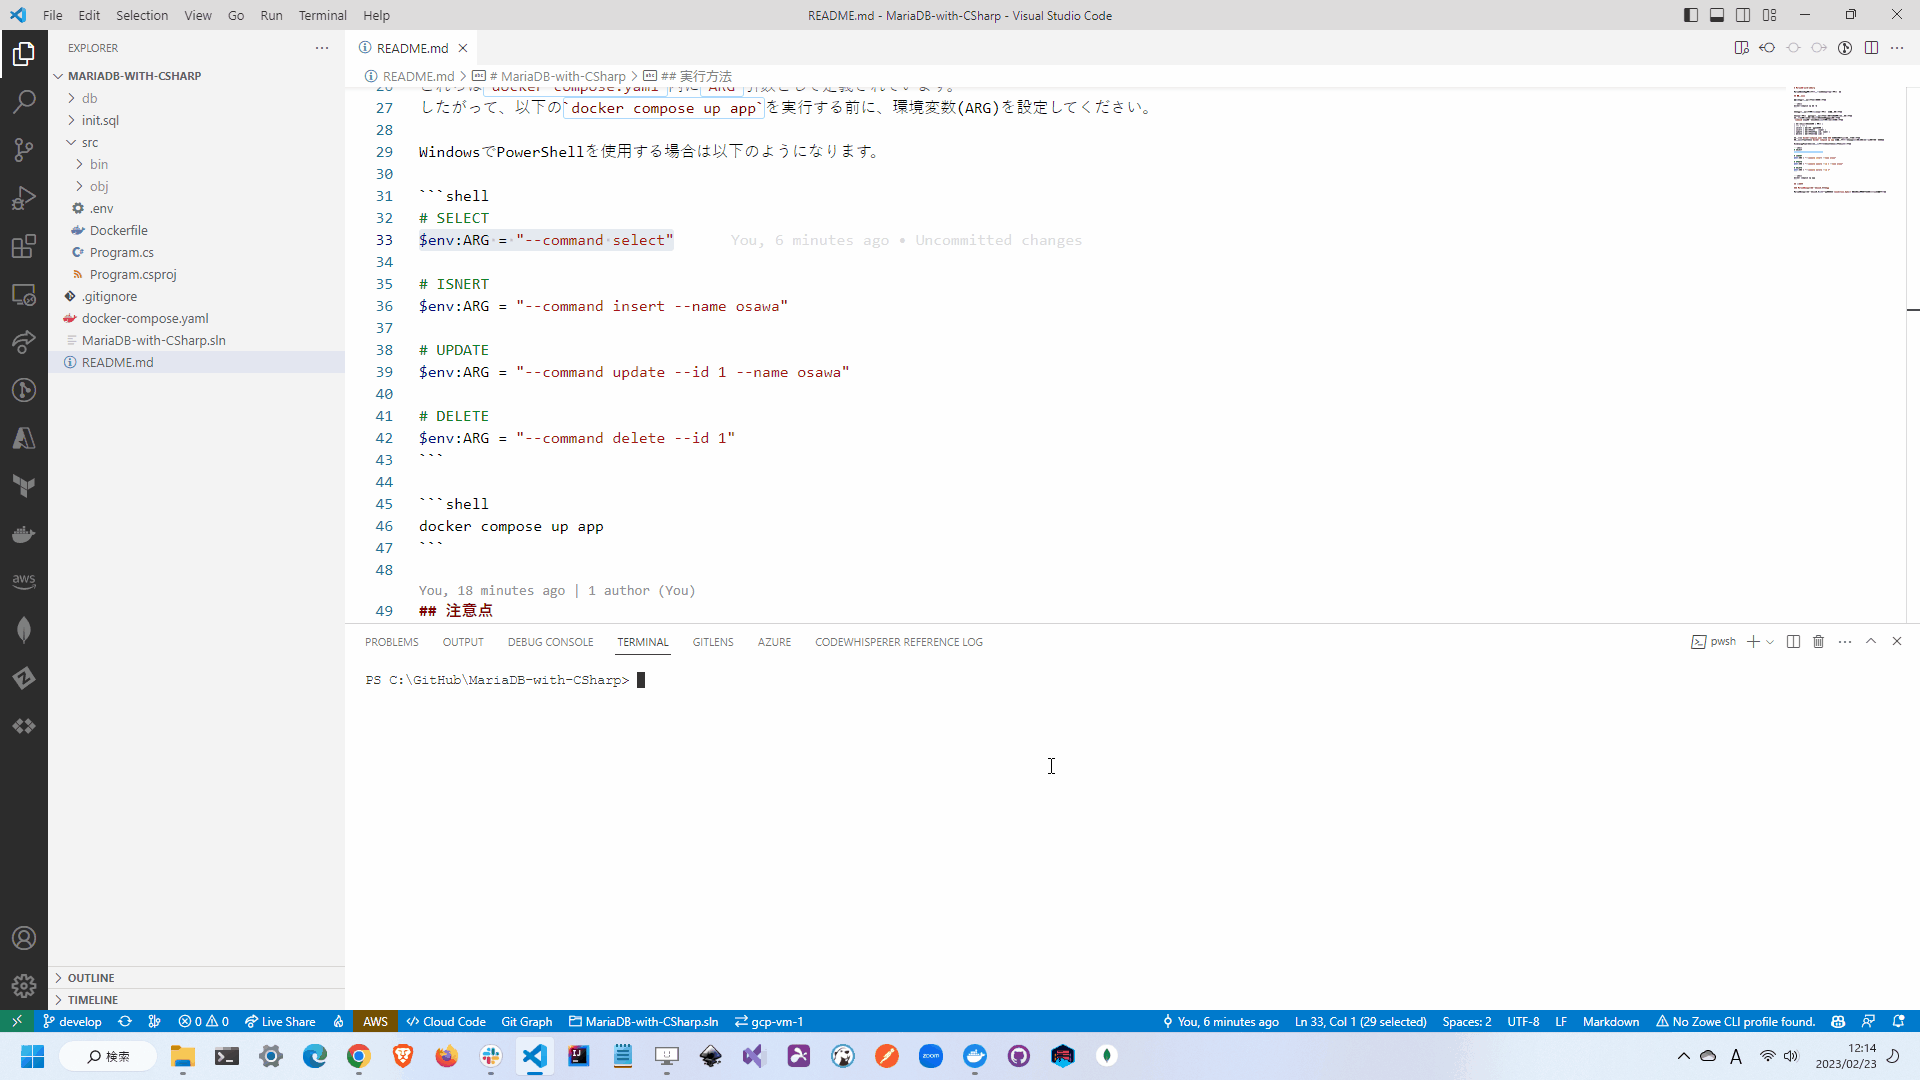 File Edit Selection View Go Run Terminal Help
README.md - MariaDB-with-CSharp - Visual Studio Code
EXPLORER
MARIADB-WITH-CSHARP
db
init.sql
src
bin
obj
.env
Dockerfile
Program.cs
Program.csproj
.gitignore
docker-compose.yaml
MariaDB-with-CSharp.sln
README.md
OUTLINE
TIMELINE
README.md
README.md > # MariaDB-with-CSharp > ## 実行方法
27 したがって、以下の`docker compose up app`を実行する前に、環境変数(ARG)を設定してください。
28
29 WindowsでPowerShellを使用する場合は以下のようになります。
30
31 ```shell
32 # SELECT
33 $env:ARG = "--command select" You, 6 minutes ago • Uncommitted changes
34
35 # ISNERT
36 $env:ARG = "--command insert --name osawa"
37
38 # UPDATE
39 $env:ARG = "--command update --id 1 --name osawa"
40
41 # DELETE
42 $env:ARG = "--command delete --id 1"
43 ```
44
45 ```shell
46 docker compose up app
47 ```
48
You, 18 minutes ago | 1 author (You)
49 ## 注意点
PROBLEMS OUTPUT DEBUG CONSOLE TERMINAL GITLENS AZURE CODEWHISPERER REFERENCE LOG
pwsh
PS C:\GitHub\MariaDB-with-CSharp>
aws
develop 0 0 Live Share AWS Cloud Code Git Graph MariaDB-with-CSharp.sln gcp-vm-1
You, 6 minutes ago Ln 33, Col 1 (29 selected) Spaces: 2 UTF-8 LF Markdown No Zowe CLI profile found.
検索
zoom
A
12:14
2023/02/23